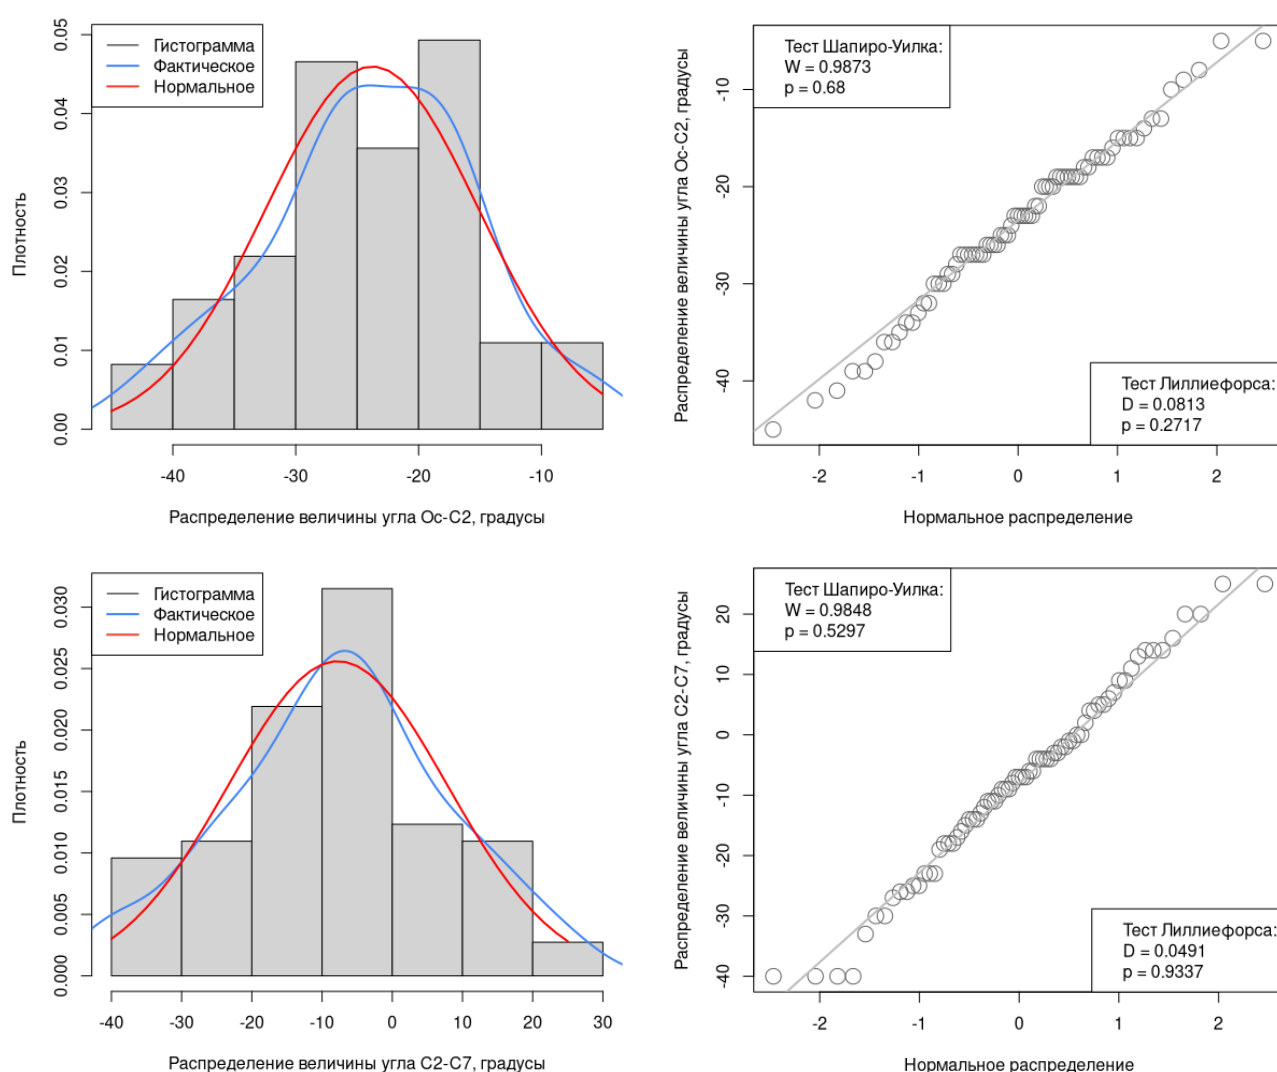 Гистограмма
Фактическое
Нормальное
Плотность
0.00
0.01
0.02
0.03
0.04
0.05
-40
-30
-20
-10
Распределение величины угла Oc-C2, градусы
Тест Шапиро-Уилка:
W = 0.9873
p = 0.68
Распределение величины угла Oc-C2, градусы
-10
-20
-30
-40
Тест Лиллиефорса:
D = 0.0813
p = 0.2717
-2
-1
0
1
2
Нормальное распределение
Гистограмма
Фактическое
Нормальное
Плотность
0.000
0.005
0.010
0.015
0.020
0.025
0.030
-40
-30
-20
-10
0
10
20
30
Распределение величины угла C2-C7, градусы
Тест Шапиро-Уилка:
W = 0.9848
p = 0.5297
Распределение величины угла C2-C7, градусы
20
10
0
-10
-20
-30
-40
Тест Лиллиефорса:
D = 0.0491
p = 0.9337
-2
-1
0
1
2
Нормальное распределение